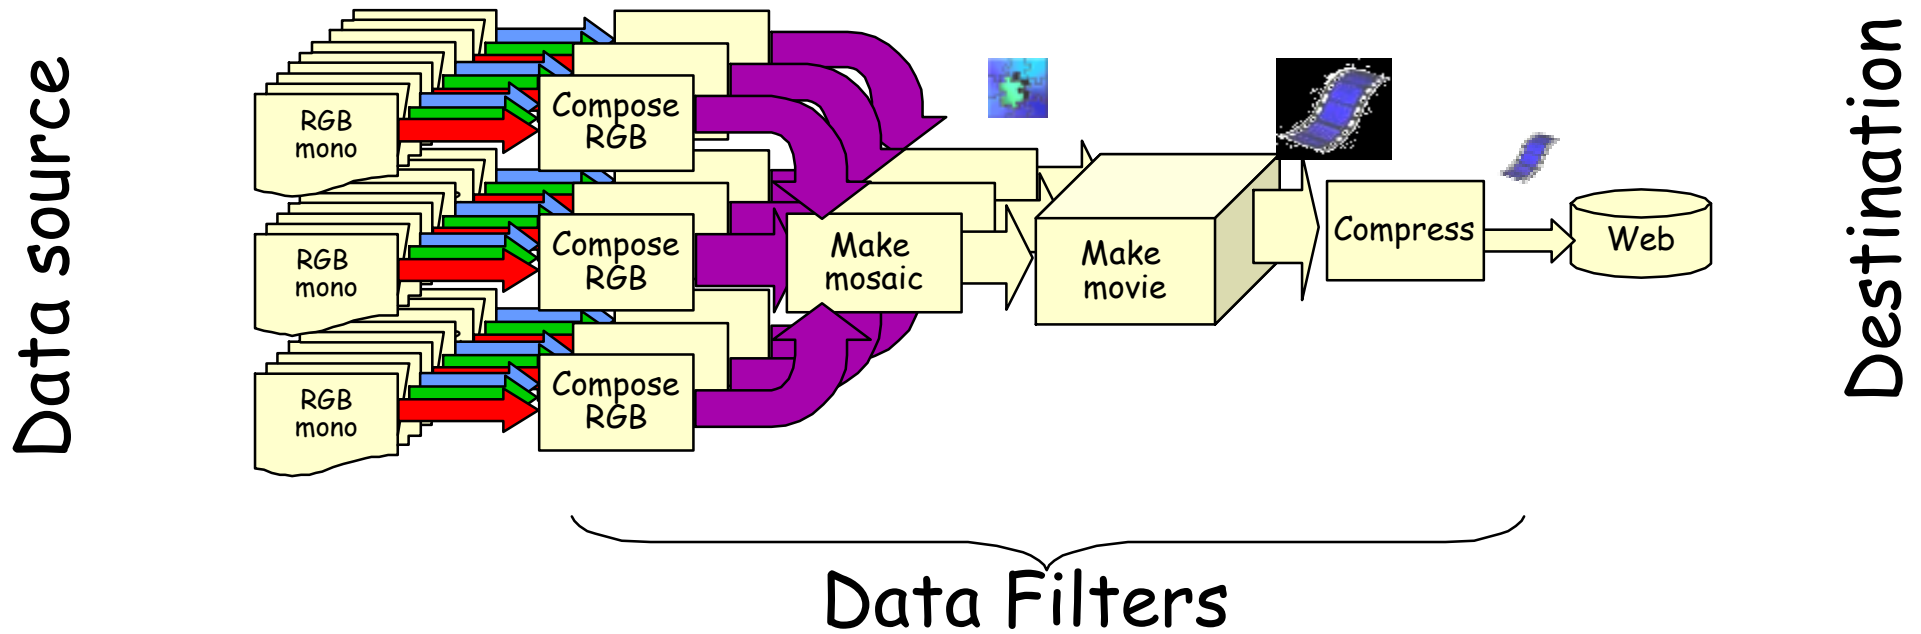 Data source
RGB
mono
Compose
RGB
RGB
mono
Compose
RGB
Make
mosaic
Make
movie
Compress
Web
RGB
mono
Compose
RGB
Destination
Data Filters